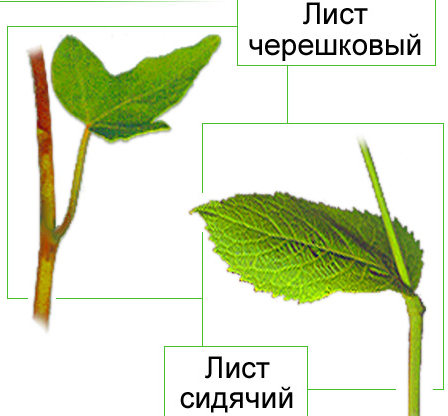 Лист
черешковый
Лист
сидячий